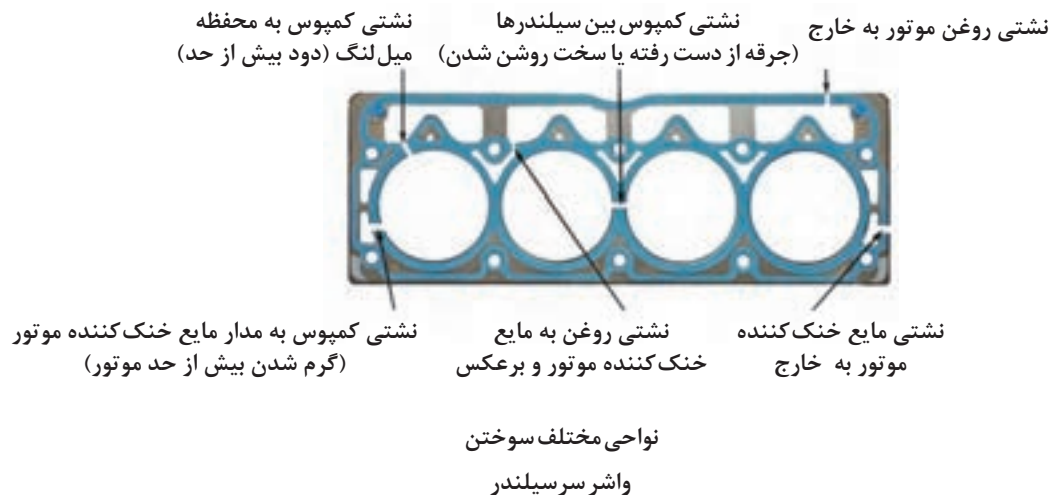 نشتی روغن موتور به خارج
نشتی کمپوس بین سیلندرها
(جرقه از دست رفته یا سخت روشن شدن)
نشتی کمپوس به محفظه
میل‌لنگ (دود بیش از حد)
نشتی مایع خنک‌کننده
موتور به خارج
نشتی روغن به مایع
خنک‌کننده موتور و برعکس
نشتی کمپوس به مدار مایع خنک‌کننده موتور
(گرم شدن بیش از حد موتور)
نواحی مختلف سوختن
واشر سرسیلندر